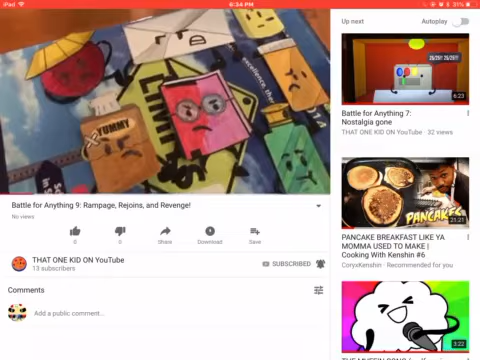 iPad
6:34 PM
31%
excellence, the
YUMMY
LIMIT
Battle for Anything 9: Rampage, Rejoins, and Revenge!
No views
0
0
Share
Download
Save
THAT ONE KID ON YouTube
13 subscribers
SUBSCRIBED
Comments
Add a public comment...
Up next
Autoplay
6:23
Battle for Anything 7:
Nostalgia gone
THAT ONE KID ON YouTube · 32 views
PANCAKES
21:21
PANCAKE BREAKFAST LIKE YA
MOMMA USED TO MAKE |
Cooking With Kenshin #6
CoryxKenshin · Recommended for you
3:22